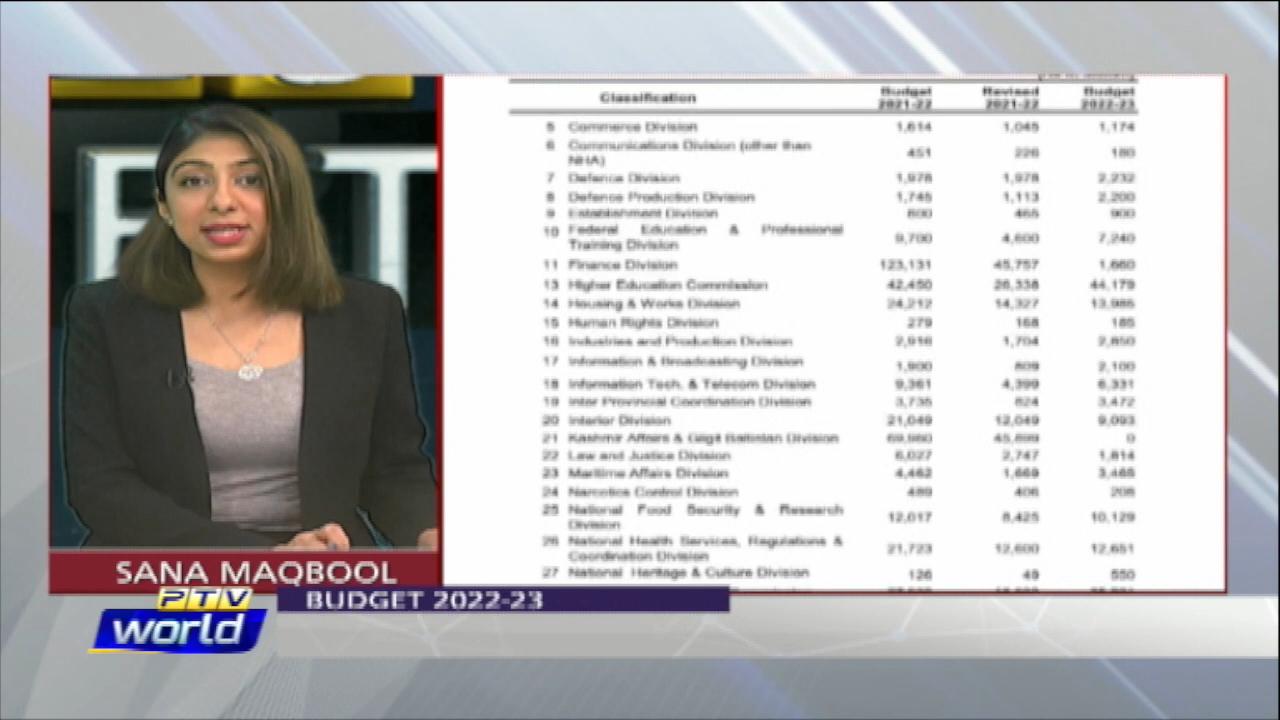 Classification Budget 2021-22 Revised 2021-22 Budget 2022-23
5 Commerce Division 1,614 1,045 1,174
6 Communications Division (other than
NHA) 451 226 180
7 Defence Division 1,978 1,978 2,232
8 Defence Production Division 1,745 1,113 2,200
9 Establishment Division 800 465 900
10 Federal Education & Professional
Training Division 9,700 4,600 7,240
11 Finance Division 123,131 45,757 1,660
13 Higher Education Commission 42,450 26,338 44,179
14 Housing & Works Division 24,212 14,327 13,986
15 Human Rights Division 279 168 185
16 Industries and Production Division 2,916 1,704 2,850
17 Information & Broadcasting Division 1,900 809 2,100
18 Information Tech. & Telecom Division 9,361 4,399 6,331
19 Inter Provincial Coordination Division 3,735 824 3,472
20 Interior Division 21,049 12,049 9,093
21 Kashmir Affairs & Gilgit Baltistan Division 69,960 45,899 0
22 Law and Justice Division 6,027 2,747 1,814
23 Maritime Affairs Division 4,462 1,669 3,465
24 Narcotics Control Division 489 406 208
25 National Food Security & Research
Division 12,017 8,425 10,129
26 National Health Services, Regulations &
Coordination Division 21,723 12,600 12,651
27 National Heritage & Culture Division 126 49 550
SANA MAQBOOL
PTV
world
BUDGET 2022-23